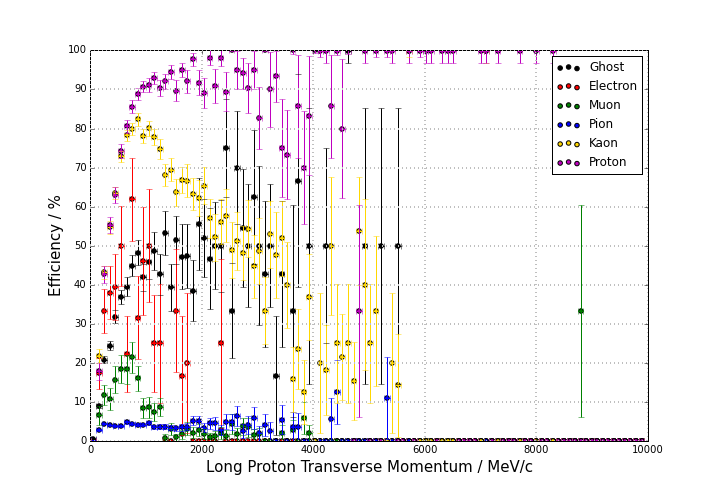 100
90
80
70
60
50
40
30
20
10
0
Efficiency / %
0
2000
4000
6000
8000
10000
Long Proton Transverse Momentum / MeV/c
Ghost
Electron
Muon
Pion
Kaon
Proton